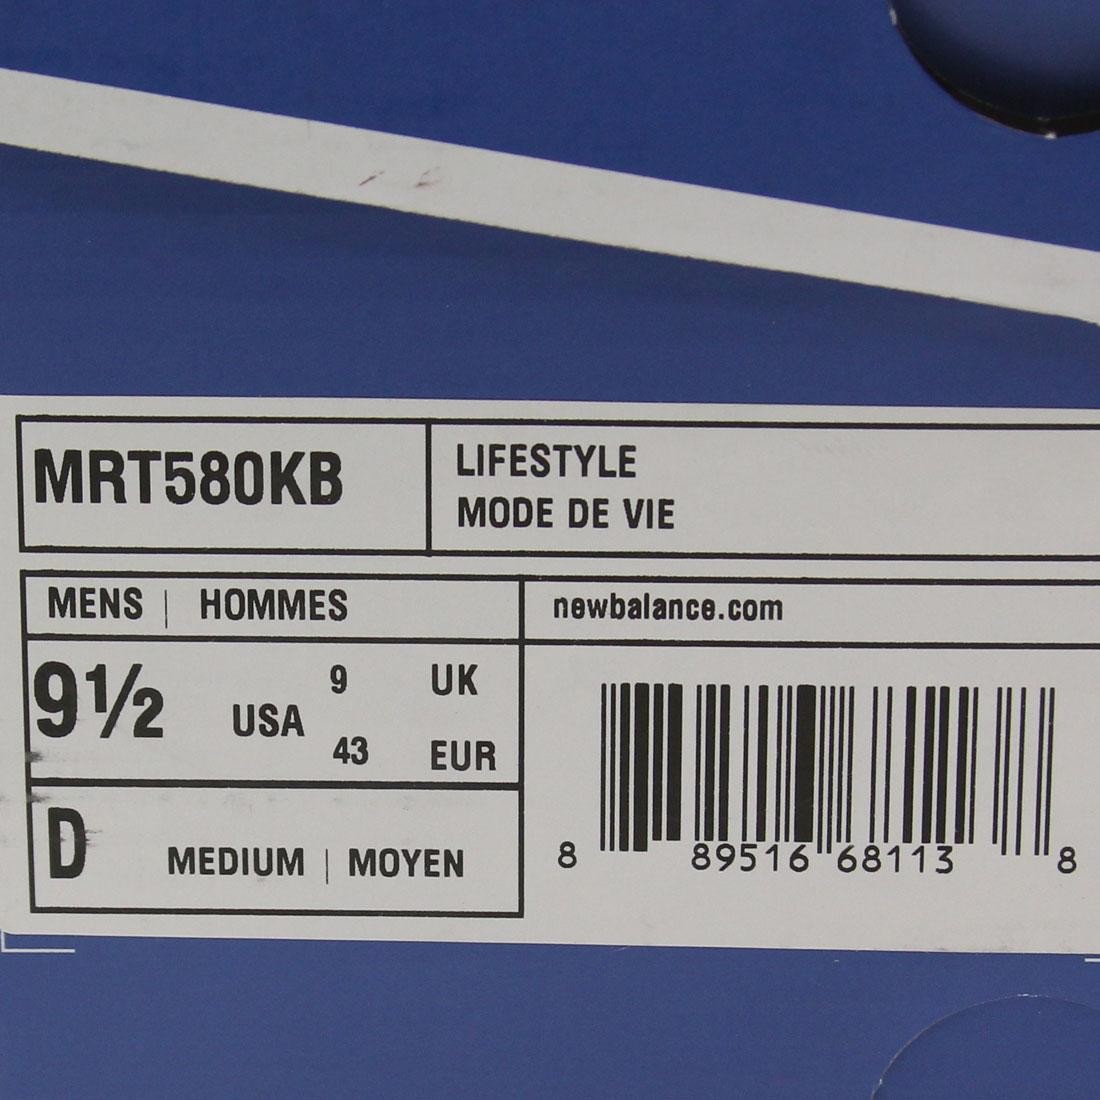 MRT580KB
LIFESTYLE
MODE DE VIE
MENS | HOMMES
newbalance.com
9½ USA
9 UK
43 EUR
D MEDIUM | MOYEN
8 89516 68113 8